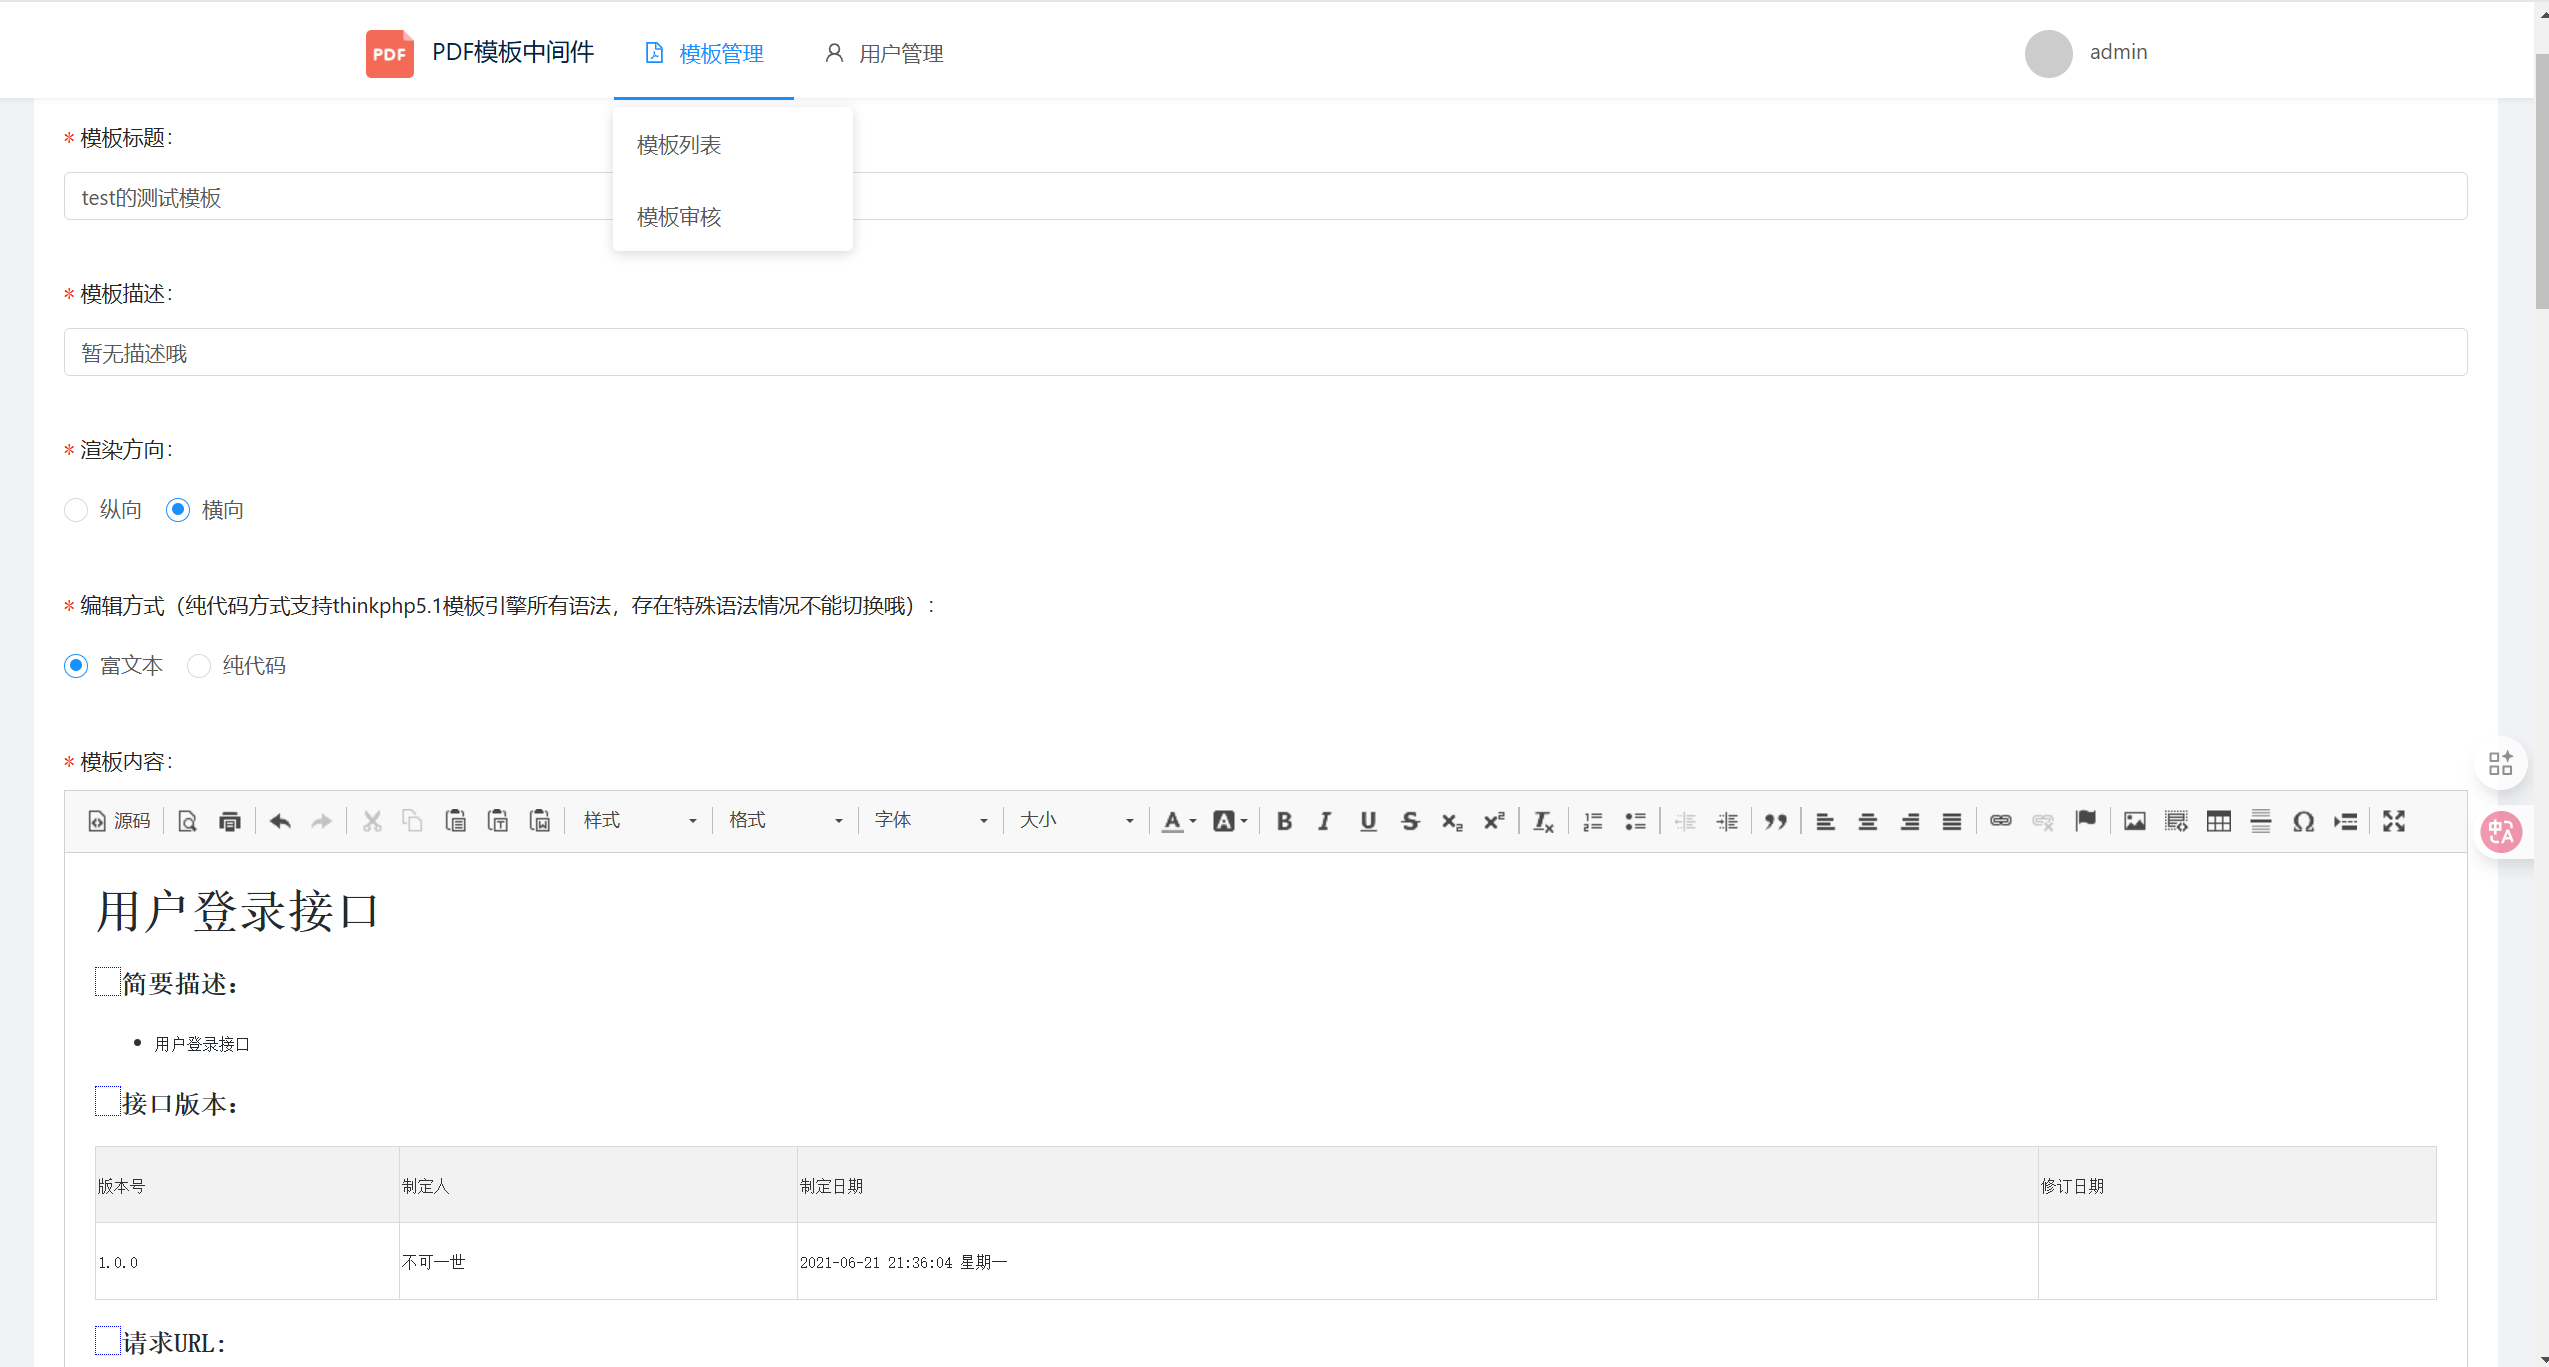 PDF PDF模板中间件 模板管理 用户管理 admin
* 模板标题:
模板列表
test的测试模板
模板审核
* 模板描述:
暂无描述哦
* 渲染方向:
纵向 横向
* 编辑方式（纯代码方式支持thinkphp5.1模板引擎所有语法，存在特殊语法情况不能切换哦）:
富文本 纯代码
* 模板内容:
源码 样式 格式 字体 大小
用户登录接口
简要描述：
• 用户登录接口
接口版本：
版本号 制定人 制定日期 修订日期
1.0.0 不可一世 2021-06-21 21:36:04 星期一
请求URL: